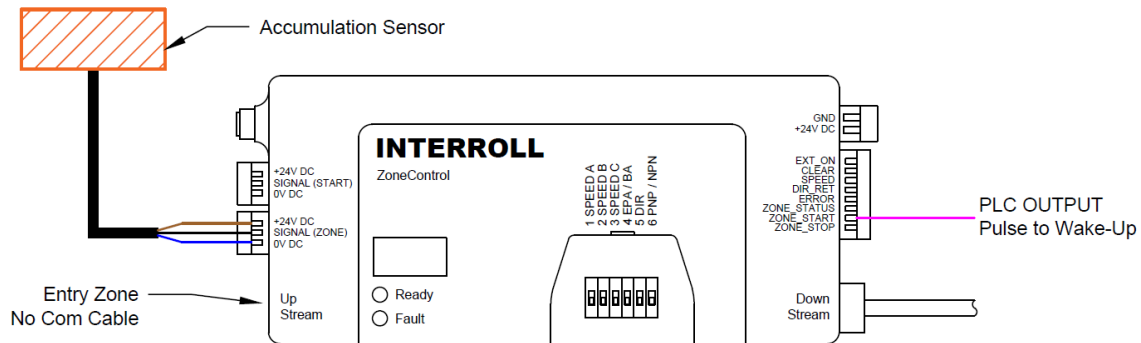 Accumulation Sensor
INTERROLL
ZoneControl
+24V DC
SIGNAL (START)
0V DC
+24V DC
SIGNAL (ZONE)
0V DC
Entry Zone
No Com Cable
Up
Stream
Ready
Fault
1 SPEED A
2 SPEED B
3 SPEED C
4 EPA / BA
5 DIR
6 PNP / NPN
GND
+24V DC
EXT_ON
CLEAR
SPEED
DIR_RET
ERROR
ZONE_STATUS
ZONE_START
ZONE_STOP
PLC OUTPUT
Pulse to Wake-Up
Down
Stream